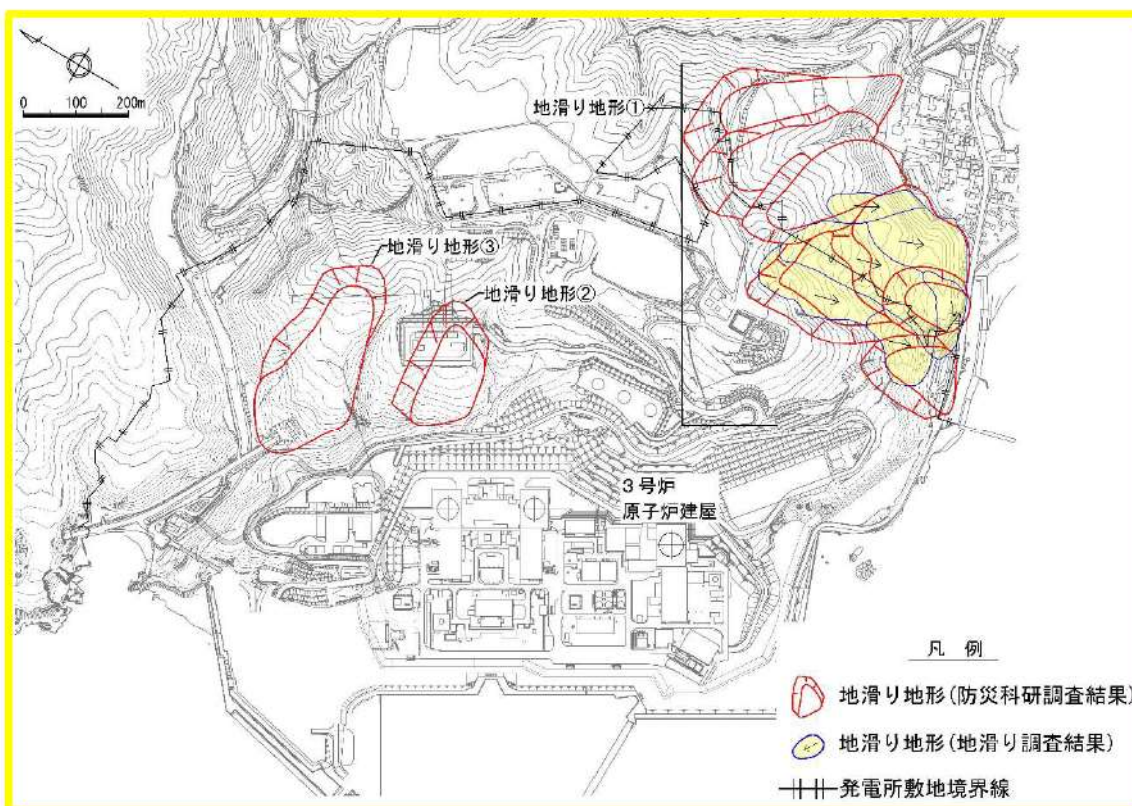 0 100 200m
地滑り地形①
地滑り地形③
地滑り地形②
3号炉
原子炉建屋
凡 例
地滑り地形(防災科研調査結果)
地滑り地形(地滑り調査結果)
発電所敷地境界線